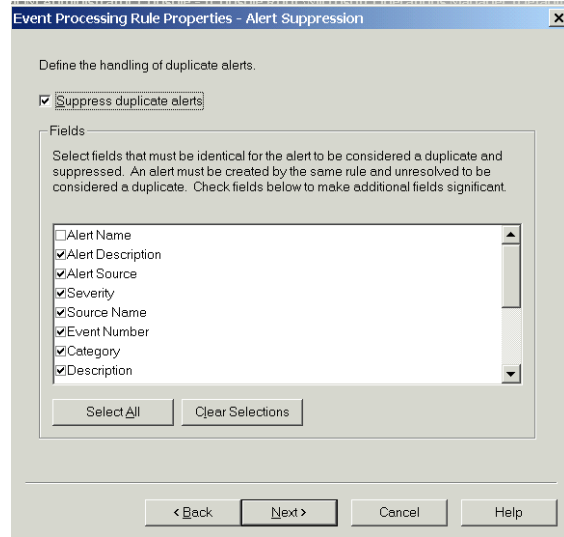 Event Processing Rule Properties - Alert Suppression
Define the handling of duplicate alerts.
Suppress duplicate alerts
Fields
Select fields that must be identical for the alert to be considered a duplicate and
suppressed. An alert must be created by the same rule and unresolved to be
considered a duplicate. Check fields below to make additional fields significant.
Alert Name
Alert Description
Alert Source
Severity
Source Name
Event Number
Category
Description
Select All
Clear Selections
< Back
Next >
Cancel
Help